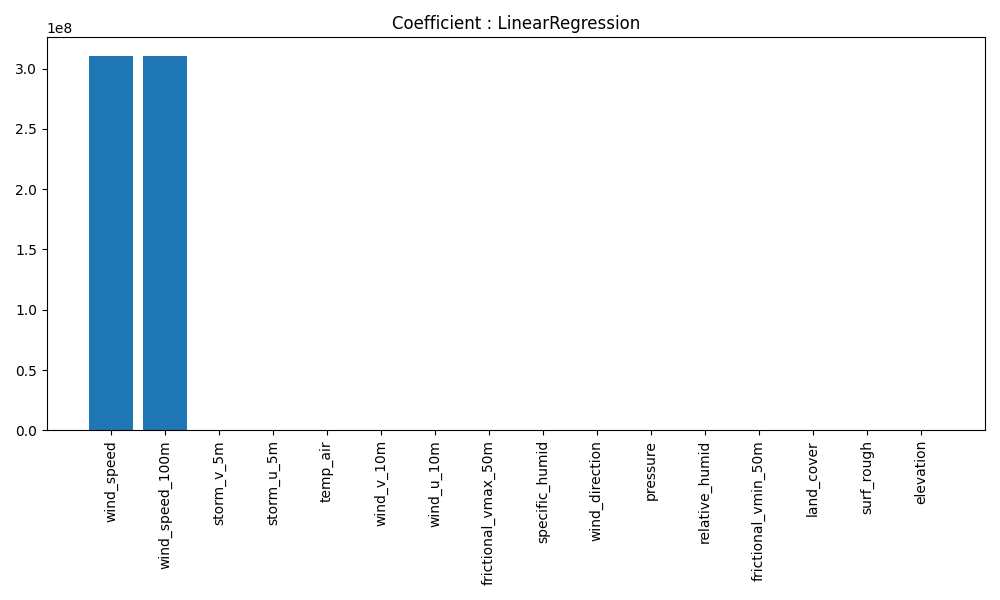 Coefficient : LinearRegression
1e8
3.0
2.5
2.0
1.5
1.0
0.5
0.0
wind_speed
wind_speed_100m
storm_v_5m
storm_u_5m
temp_air
wind_v_10m
wind_u_10m
frictional_vmax_50m
specific_humid
wind_direction
pressure
relative_humid
frictional_vmin_50m
land_cover
surf_rough
elevation